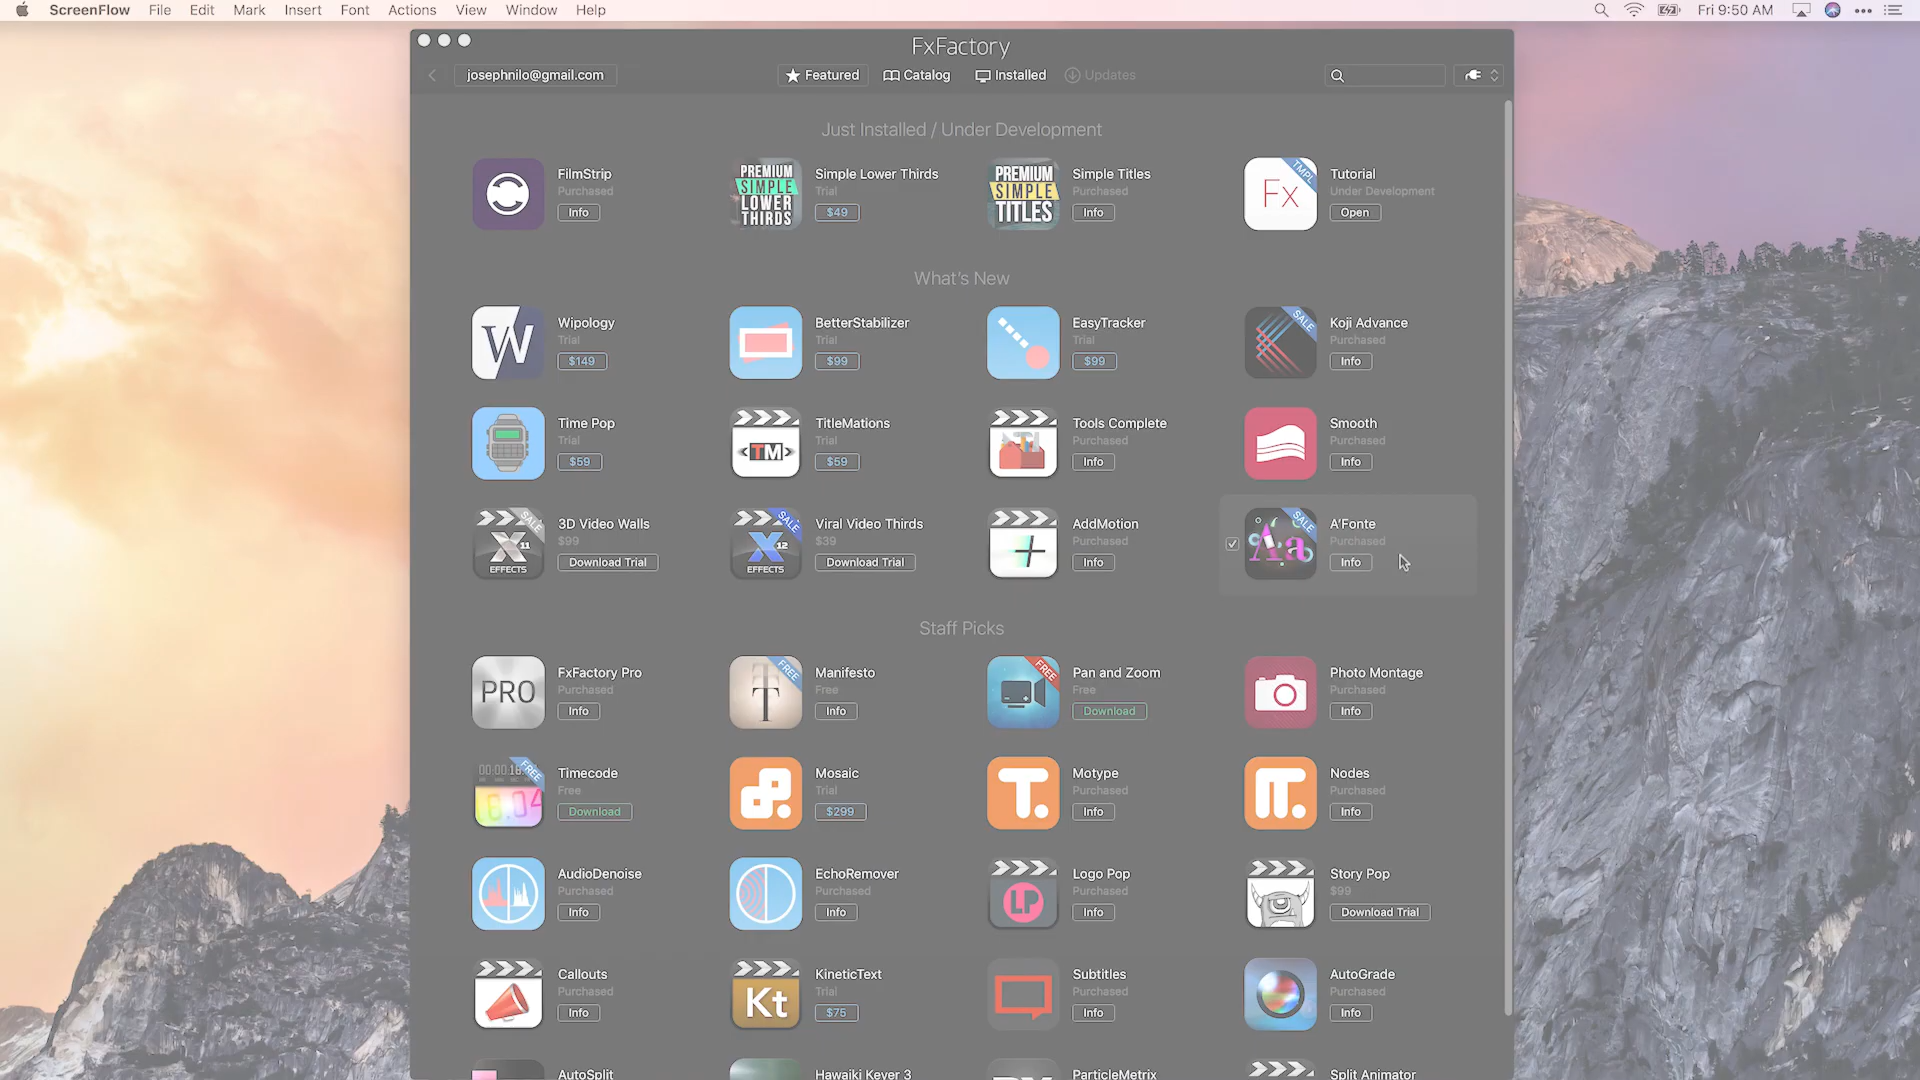 ScreenFlow File Edit Mark Insert Font Actions View Window Help Fri 9:50 AM
FxFactory
josephnilo@gmail.com Featured Catalog Installed Updates
Just Installed / Under Development
FilmStrip
Purchased
Info
PREMIUM
SIMPLE
LOWER
THIRDS
Simple Lower Thirds
Trial
$49
PREMIUM
SIMPLE
TITLES
Simple Titles
Purchased
Info
Fx
TMPL
Tutorial
Under Development
Open
What's New
W
Wipology
Trial
$149
BetterStabilizer
Trial
$99
EasyTracker
Trial
$99
SALE
Koji Advance
Purchased
Info
Time Pop
Trial
$59
<TM>
TitleMations
Trial
$59
Tools Complete
Purchased
Info
Smooth
Purchased
Info
SALE
X 11
EFFECTS
3D Video Walls
$99
Download Trial
SALE
X 12
EFFECTS
Viral Video Thirds
$39
Download Trial
AddMotion
Purchased
Info
SALE
Aa
A'Fonte
Purchased
Info
Staff Picks
PRO
FxFactory Pro
Purchased
Info
FREE
T
Manifesto
Free
Info
FREE
Pan and Zoom
Free
Download
Photo Montage
Purchased
Info
FREE
Timecode
Free
Download
Mosaic
Trial
$299
T.
Motype
Purchased
Info
Nodes
Purchased
Info
AudioDenoise
Purchased
Info
EchoRemover
Purchased
Info
LP
Logo Pop
Purchased
Info
Story Pop
$99
Download Trial
Callouts
Purchased
Info
Kt
KineticText
Trial
$75
Subtitles
Purchased
Info
AutoGrade
Purchased
Info
AutoSplit
Hawaiki Keyer 3
ParticleMetrix
Split Animator